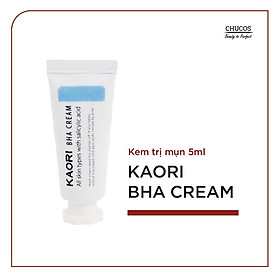 CHUCOS
Beauty to Perfect
Kem trị mụn 5ml
KAORI
BHA CREAM
KAORI BHA CREAM
All skin types with salicylic acid